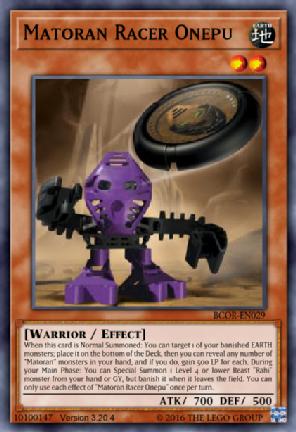 MATORAN RACER ONEPU
EARTH
地
BCOR-EN029
[WARRIOR / EFFECT]
When this card is Normal Summoned: You can target 1 of your banished EARTH
monsters; place it on the bottom of the Deck, then you can reveal any number of
"Matoran" monsters in your hand, and if you do, gain 500 LP for each. During
your Main Phase: You can Special Summon 1 Level 4 or lower Beast "Rahi"
monster from your hand or GY, but banish it when it leaves the field. You can
only use each effect of "Matoran Racer Onepu" once per turn.
ATK/ 700 DEF/ 500
10100147 Version 3.20.4 ©2016 THE LEGO GROUP